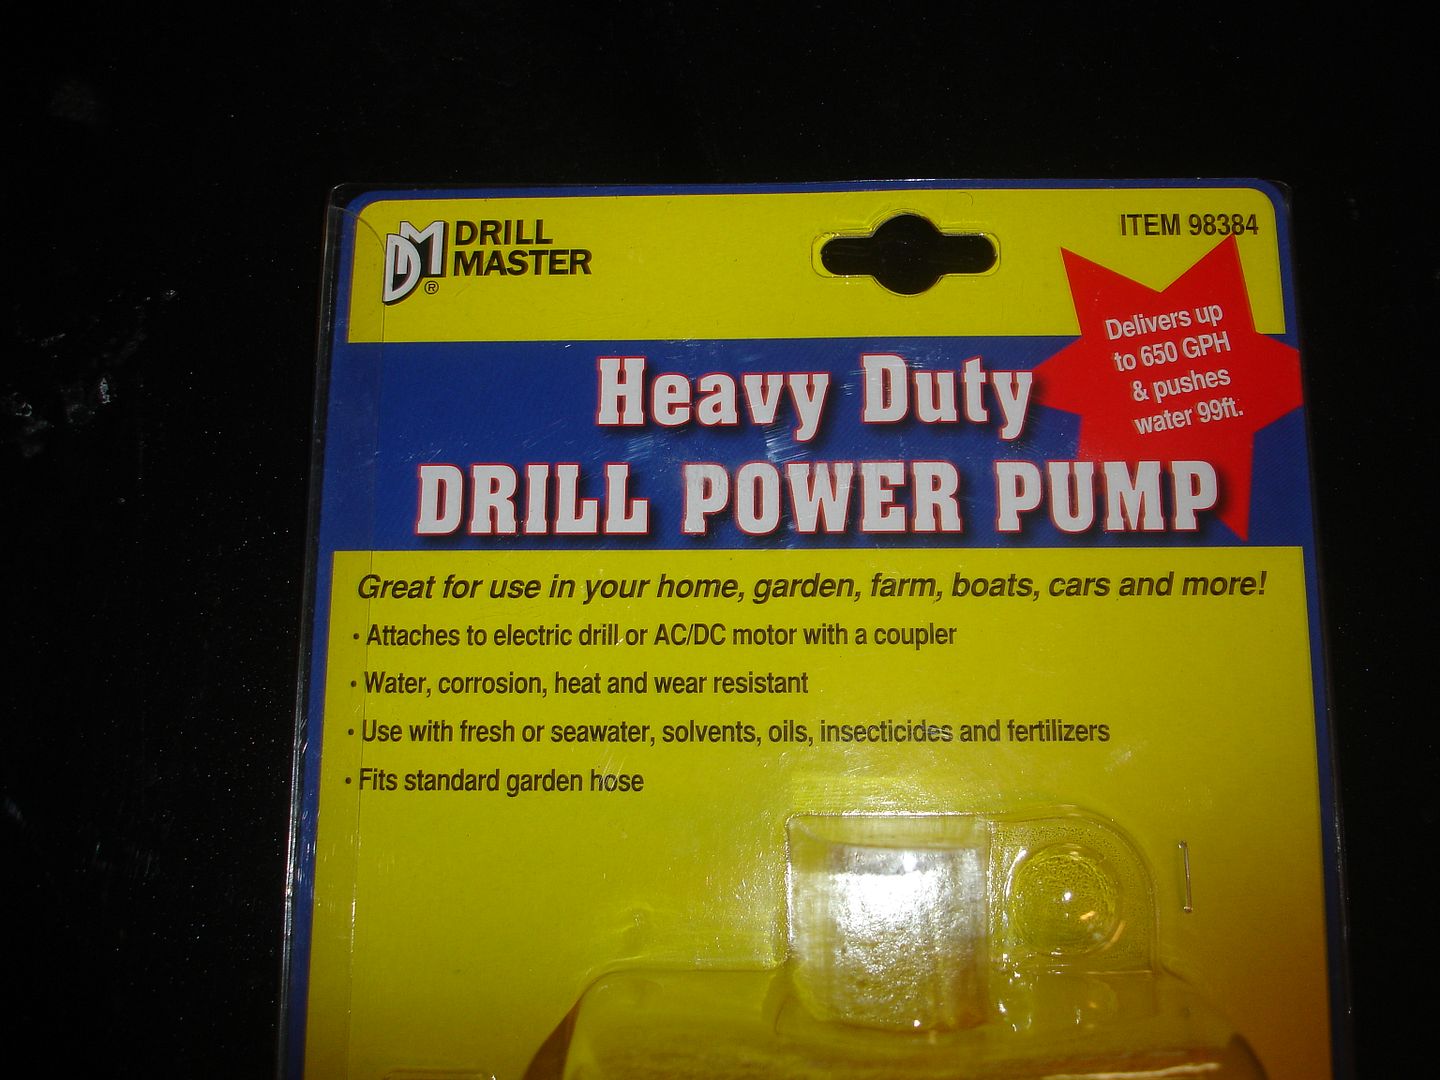 DM
®
DRILL
MASTER
ITEM 98384
Delivers up
to 650 GPH
& pushes
water 99ft.
Heavy Duty
DRILL POWER PUMP
Great for use in your home, garden, farm, boats, cars and more!
• Attaches to electric drill or AC/DC motor with a coupler
• Water, corrosion, heat and wear resistant
• Use with fresh or seawater, solvents, oils, insecticides and fertilizers
• Fits standard garden hose